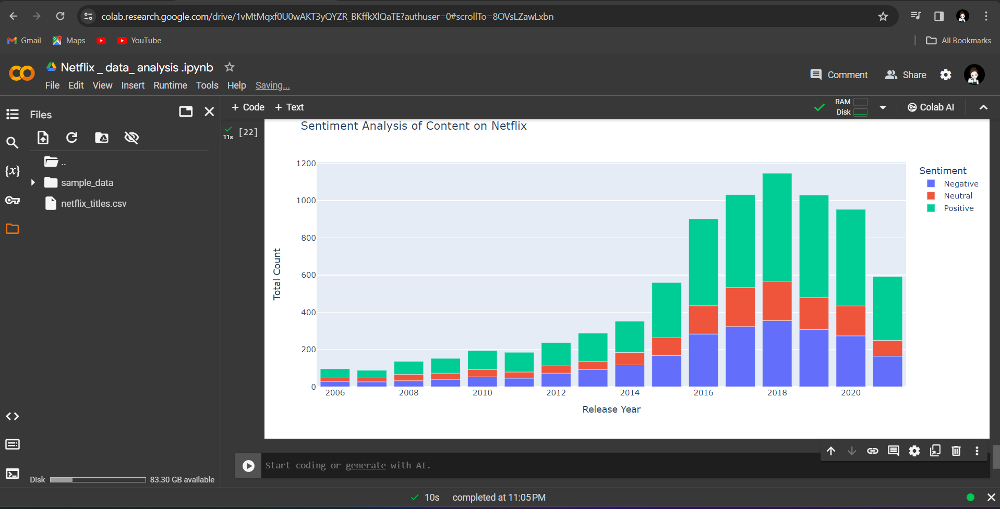 colab.research.google.com/drive/1vMtMqxf0U0wAKT3yQYZR_BKffkXlQaTE?authuser=0#scrollTo=8OVsLZawLxbn
Gmail Maps YouTube All Bookmarks
Netflix _ data_ analysis .ipynb
File Edit View Insert Runtime Tools Help Saving...
Comment Share
Files
+ Code + Text
RAM
Disk
Colab AI
..
sample_data
netflix_titles.csv
Disk 83.30 GB available
11s [22]
Sentiment Analysis of Content on Netflix
1200
1000
800
600
400
200
0
Total Count
2006 2008 2010 2012 2014 2016 2018 2020
Release Year
Sentiment
Negative
Neutral
Positive
Start coding or generate with AI.
10s completed at 11:05 PM